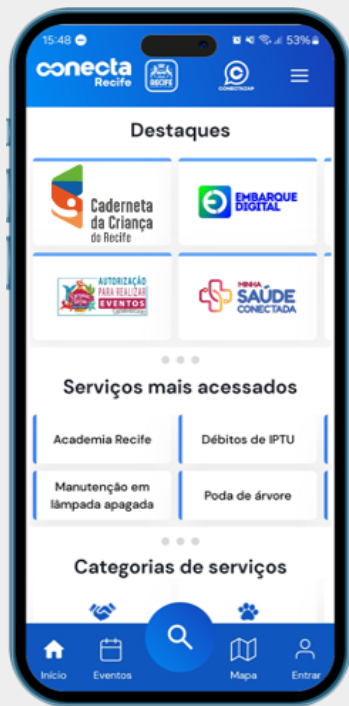 15:48
53%
conecta
Recife
RECIFE
CONECTAZAP
Destaques
Caderneta
da Criança
do Recife
EMBARQUE
DIGITAL
AUTORIZAÇÃO
PARA REALIZAR
EVENTOS
MINHA
SAÚDE
CONECTADA
Serviços mais acessados
Academia Recife
Débitos de IPTU
Manutenção em
lâmpada apagada
Poda de árvore
Categorias de serviços
Início
Eventos
Mapa
Entrar